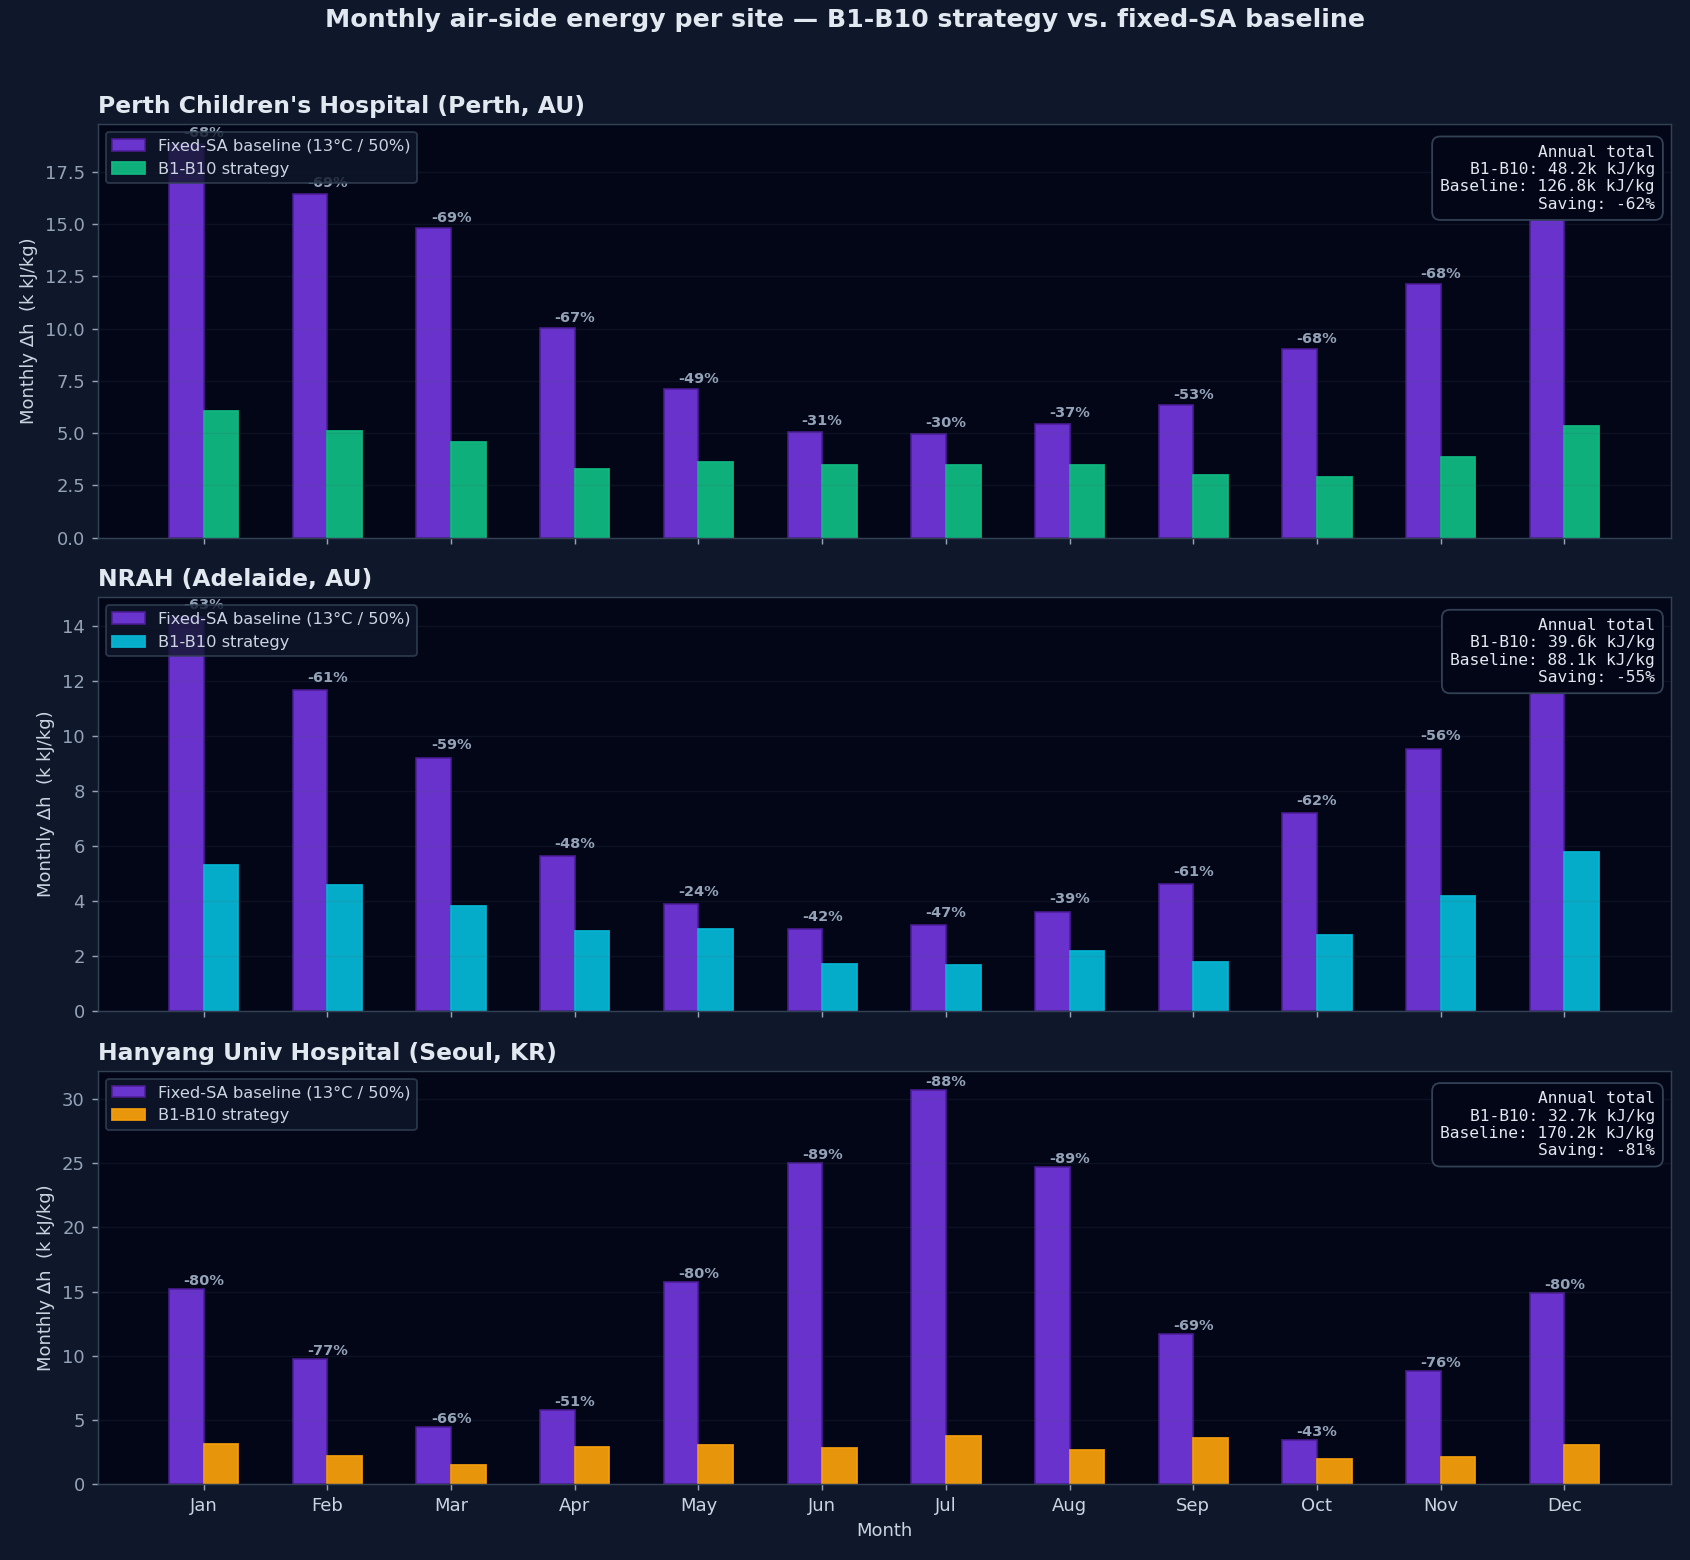 Monthly air-side energy per site — B1-B10 strategy vs. fixed-SA baseline
Perth Children's Hospital (Perth, AU)
Monthly Δh (k kJ/kg)
17.5
15.0
12.5
10.0
7.5
5.0
2.5
0.0
Fixed-SA baseline (13°C / 50%)
B1-B10 strategy
-68%
-69%
-69%
-67%
-49%
-31%
-30%
-37%
-53%
-68%
-68%
Annual total
B1-B10: 48.2k kJ/kg
Baseline: 126.8k kJ/kg
Saving: -62%
NRAH (Adelaide, AU)
Monthly Δh (k kJ/kg)
14
12
10
8
6
4
2
0
Fixed-SA baseline (13°C / 50%)
B1-B10 strategy
-63%
-61%
-59%
-48%
-24%
-42%
-47%
-39%
-61%
-62%
-56%
Annual total
B1-B10: 39.6k kJ/kg
Baseline: 88.1k kJ/kg
Saving: -55%
Hanyang Univ Hospital (Seoul, KR)
Monthly Δh (k kJ/kg)
30
25
20
15
10
5
0
Fixed-SA baseline (13°C / 50%)
B1-B10 strategy
-80%
-77%
-66%
-51%
-80%
-89%
-88%
-89%
-69%
-43%
-76%
-80%
Annual total
B1-B10: 32.7k kJ/kg
Baseline: 170.2k kJ/kg
Saving: -81%
Jan Feb Mar Apr May Jun Jul Aug Sep Oct Nov Dec
Month